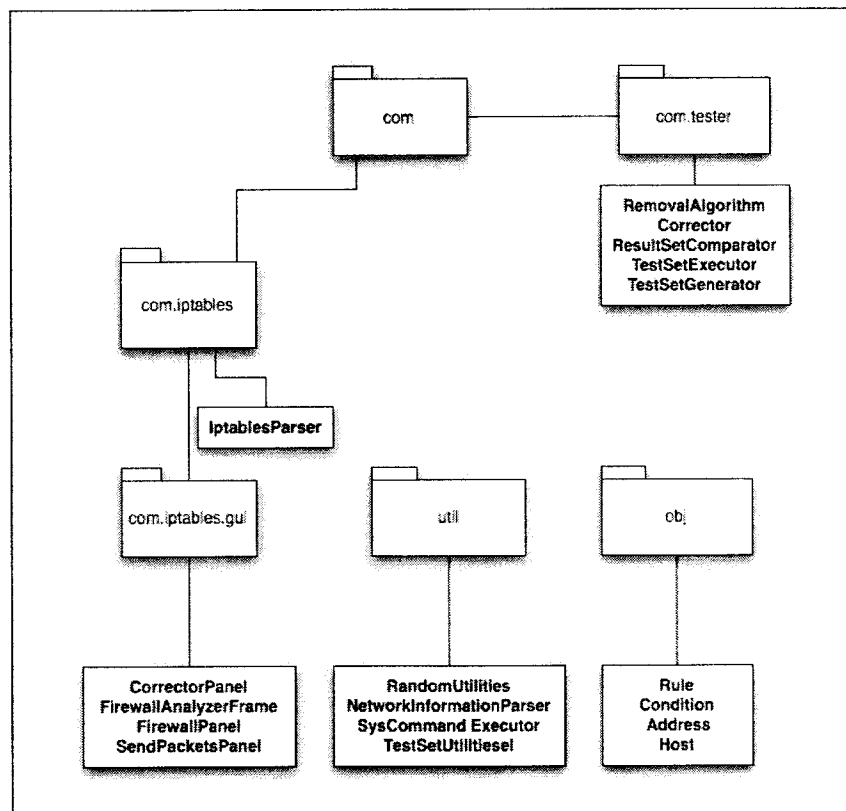 com
com.tester
RemovalAlgorithm
Corrector
ResultSetComparator
TestSetExecutor
TestSetGenerator
com.iptables
IptablesParser
com.iptables.gui
util
obj
CorrectorPanel
FirewallAnalyzerFrame
FirewallPanel
SendPacketsPanel
RandomUtilities
NetworkInformationParser
SysCommand Executor
TestSetUtilitiesel
Rule
Condition
Address
Host